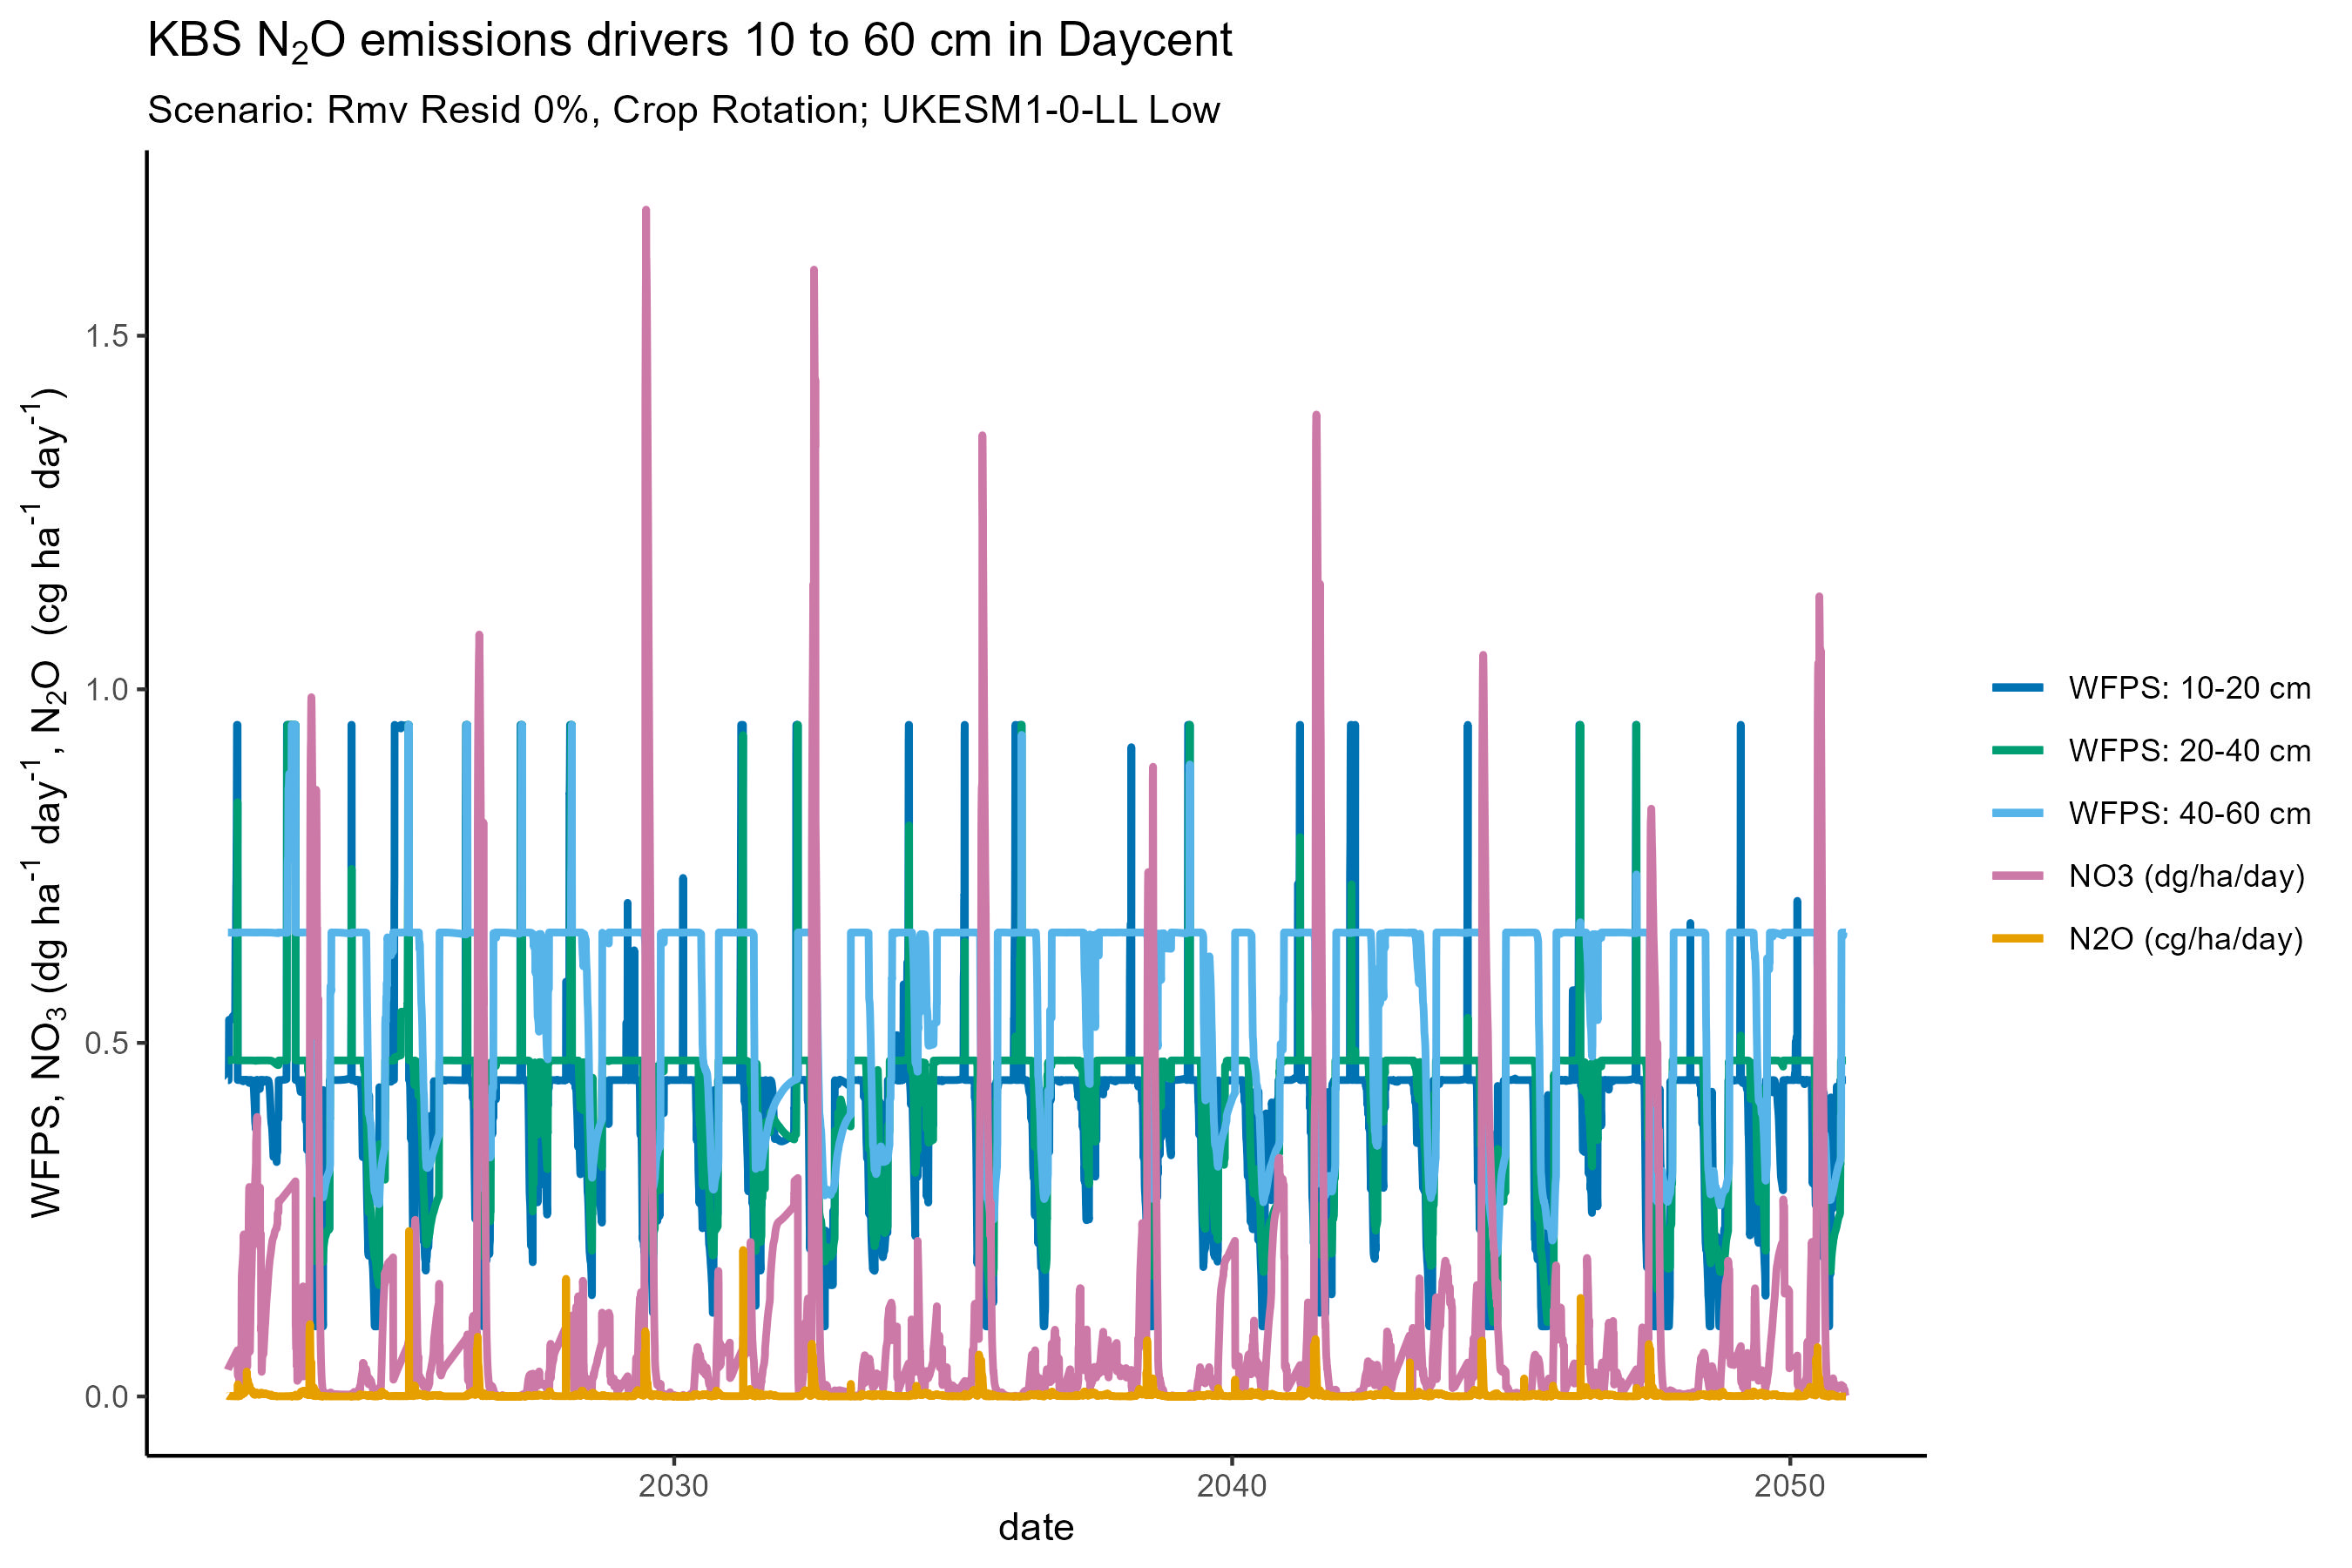 KBS N₂O emissions drivers 10 to 60 cm in Daycent
Scenario: Rmv Resid 0%, Crop Rotation; UKESM1-0-LL Low
WFPS, NO₃ (dg ha⁻¹ day⁻¹, N₂O (cg ha⁻¹ day⁻¹)
1.5
1.0
0.5
0.0
2030
2040
2050
date
WFPS: 10-20 cm
WFPS: 20-40 cm
WFPS: 40-60 cm
NO3 (dg/ha/day)
N2O (cg/ha/day)